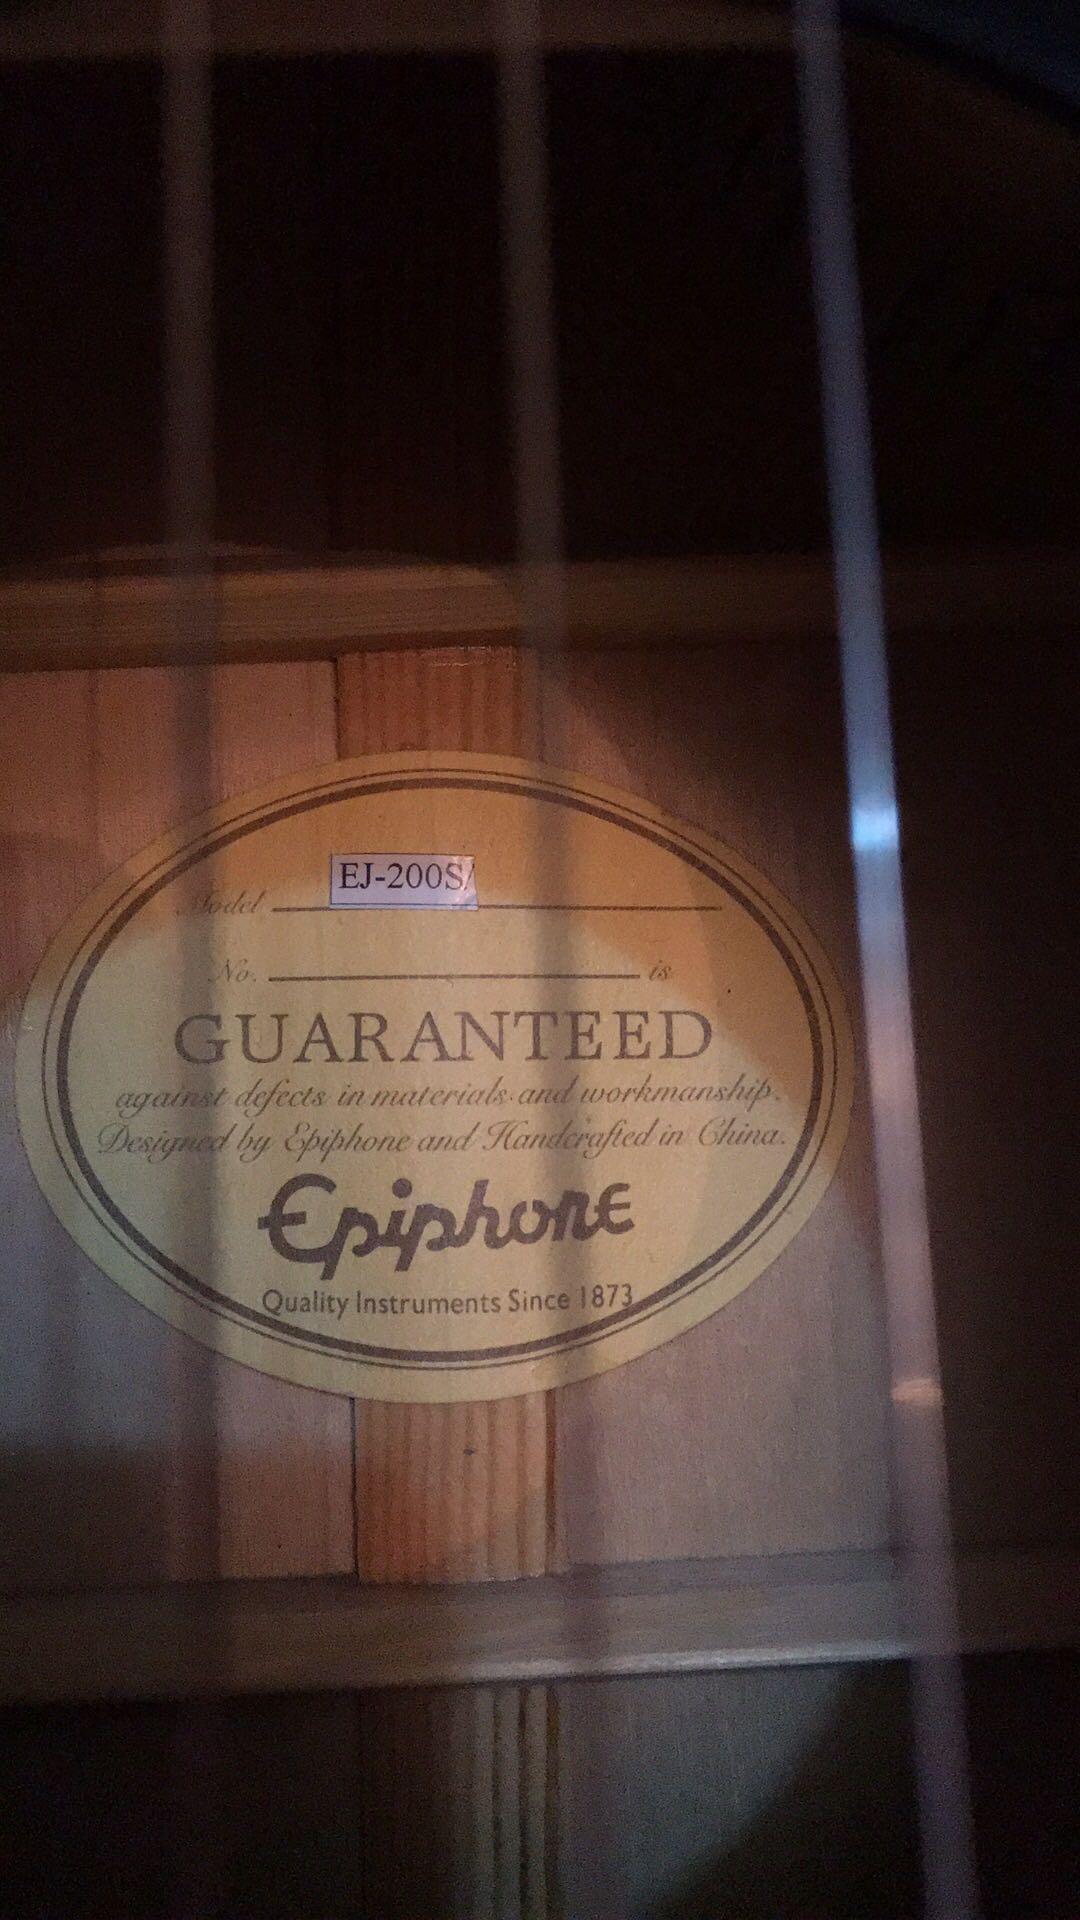 EJ-200S/
Model
No. is
GUARANTEED
against defects in materials and workmanship.
Designed by Epiphone and Handcrafted in China.
Epiphone
Quality Instruments Since 1873